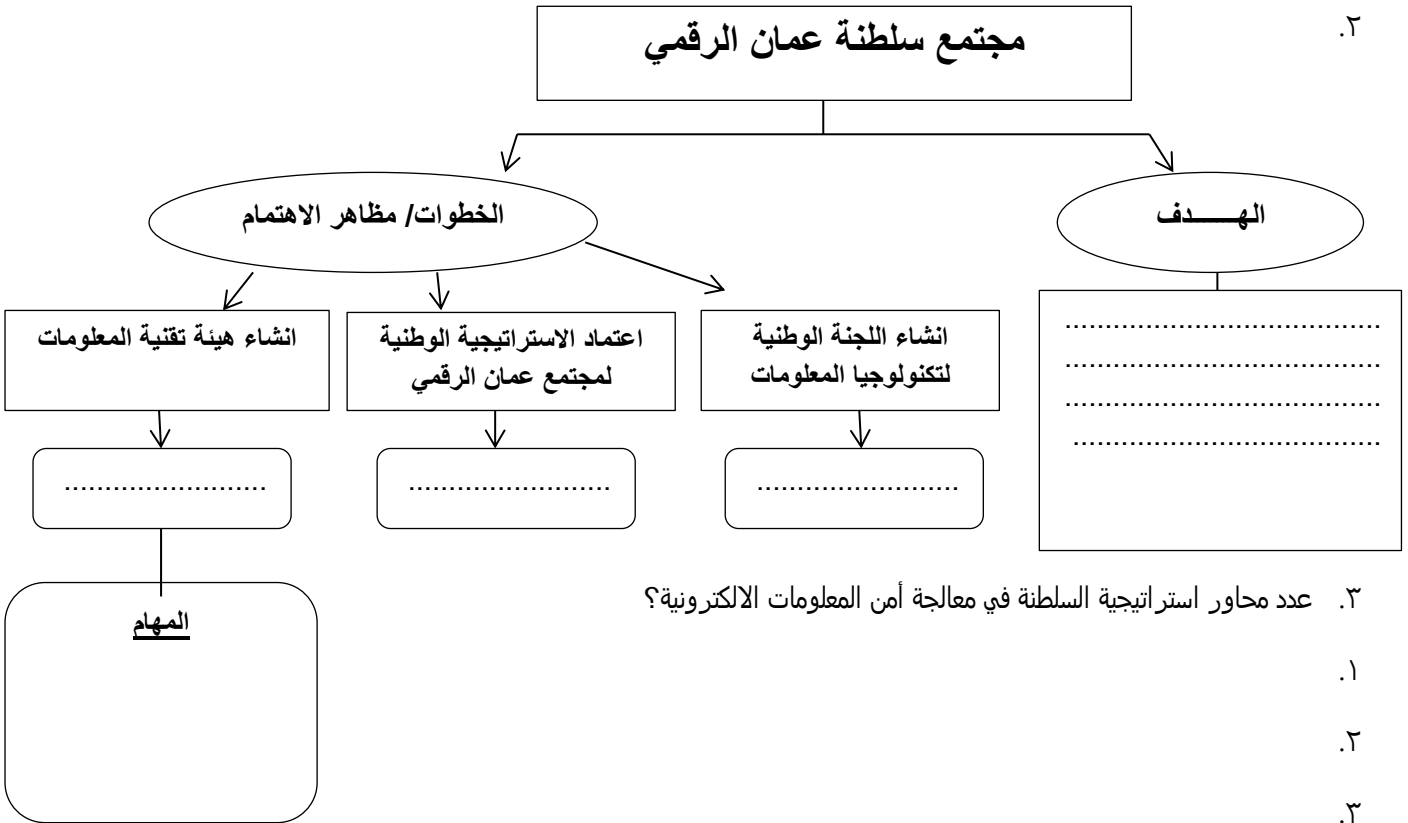 ٢.
مجتمع سلطنة عمان الرقمي
الهـــــدف
الخطوات/ مظاهر الاهتمام
....................................
....................................
....................................
....................................
انشاء اللجنة الوطنية
لتكنولوجيا المعلومات
اعتماد الاستراتيجية الوطنية
لمجتمع عمان الرقمي
انشاء هيئة تقنية المعلومات
.........................
.........................
.........................
المهام
٣. عدد محاور استراتيجية السلطنة في معالجة أمن المعلومات الالكترونية؟
١.
٢.
٣.